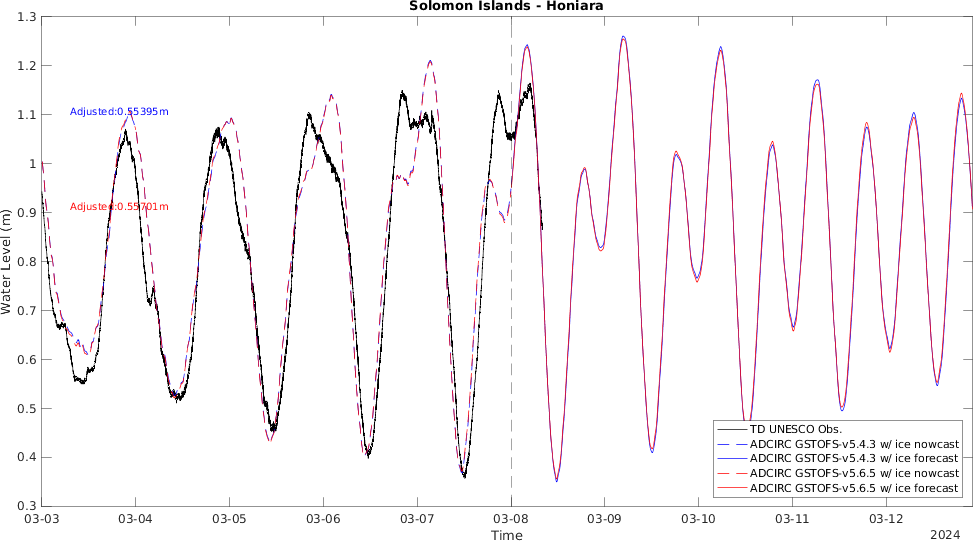 Solomon Islands - Honiara
1.3
1.2
1.1
1
0.9
0.8
0.7
0.6
0.5
0.4
0.3
Water Level (m)
Adjusted:0.55395m
Adjusted:0.55701m
TD UNESCO Obs.
ADCIRC GSTOFS-v5.4.3 w/ ice nowcast
ADCIRC GSTOFS-v5.4.3 w/ ice forecast
ADCIRC GSTOFS-v5.6.5 w/ ice nowcast
ADCIRC GSTOFS-v5.6.5 w/ ice forecast
03-03 03-04 03-05 03-06 03-07 03-08 03-09 03-10 03-11 03-12
Time
2024